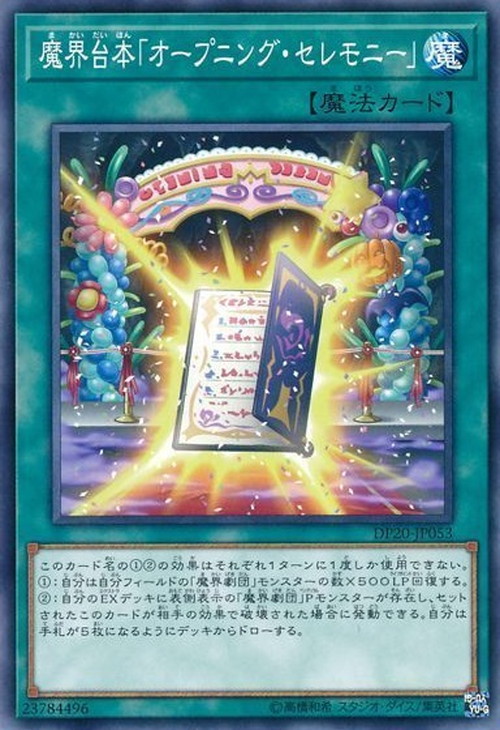 魔界台本「オープニング・セレモニー」
魔
【魔法カード】
DP20-JP053
このカード名の①②の効果はそれぞれ1ターンに1度しか使用できない。
①:自分は自分フィールドの「魔界劇団」モンスターの数×500LP回復する。
②:自分のEXデッキに表側表示の「魔界劇団」Pモンスターが存在し、セット
されたこのカードが相手の効果で破壊された場合に発動できる。自分は
手札が5枚になるようにデッキからドローする。
23784496
©高橋和希 スタジオ・ダイス/集英社